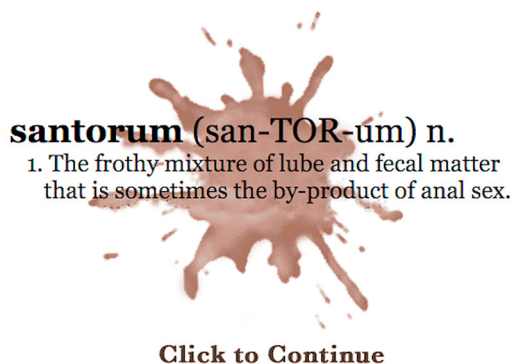 santorum (san-TOR-um) n.
1. The frothy mixture of lube and fecal matter
that is sometimes the by-product of anal sex.
Click to Continue